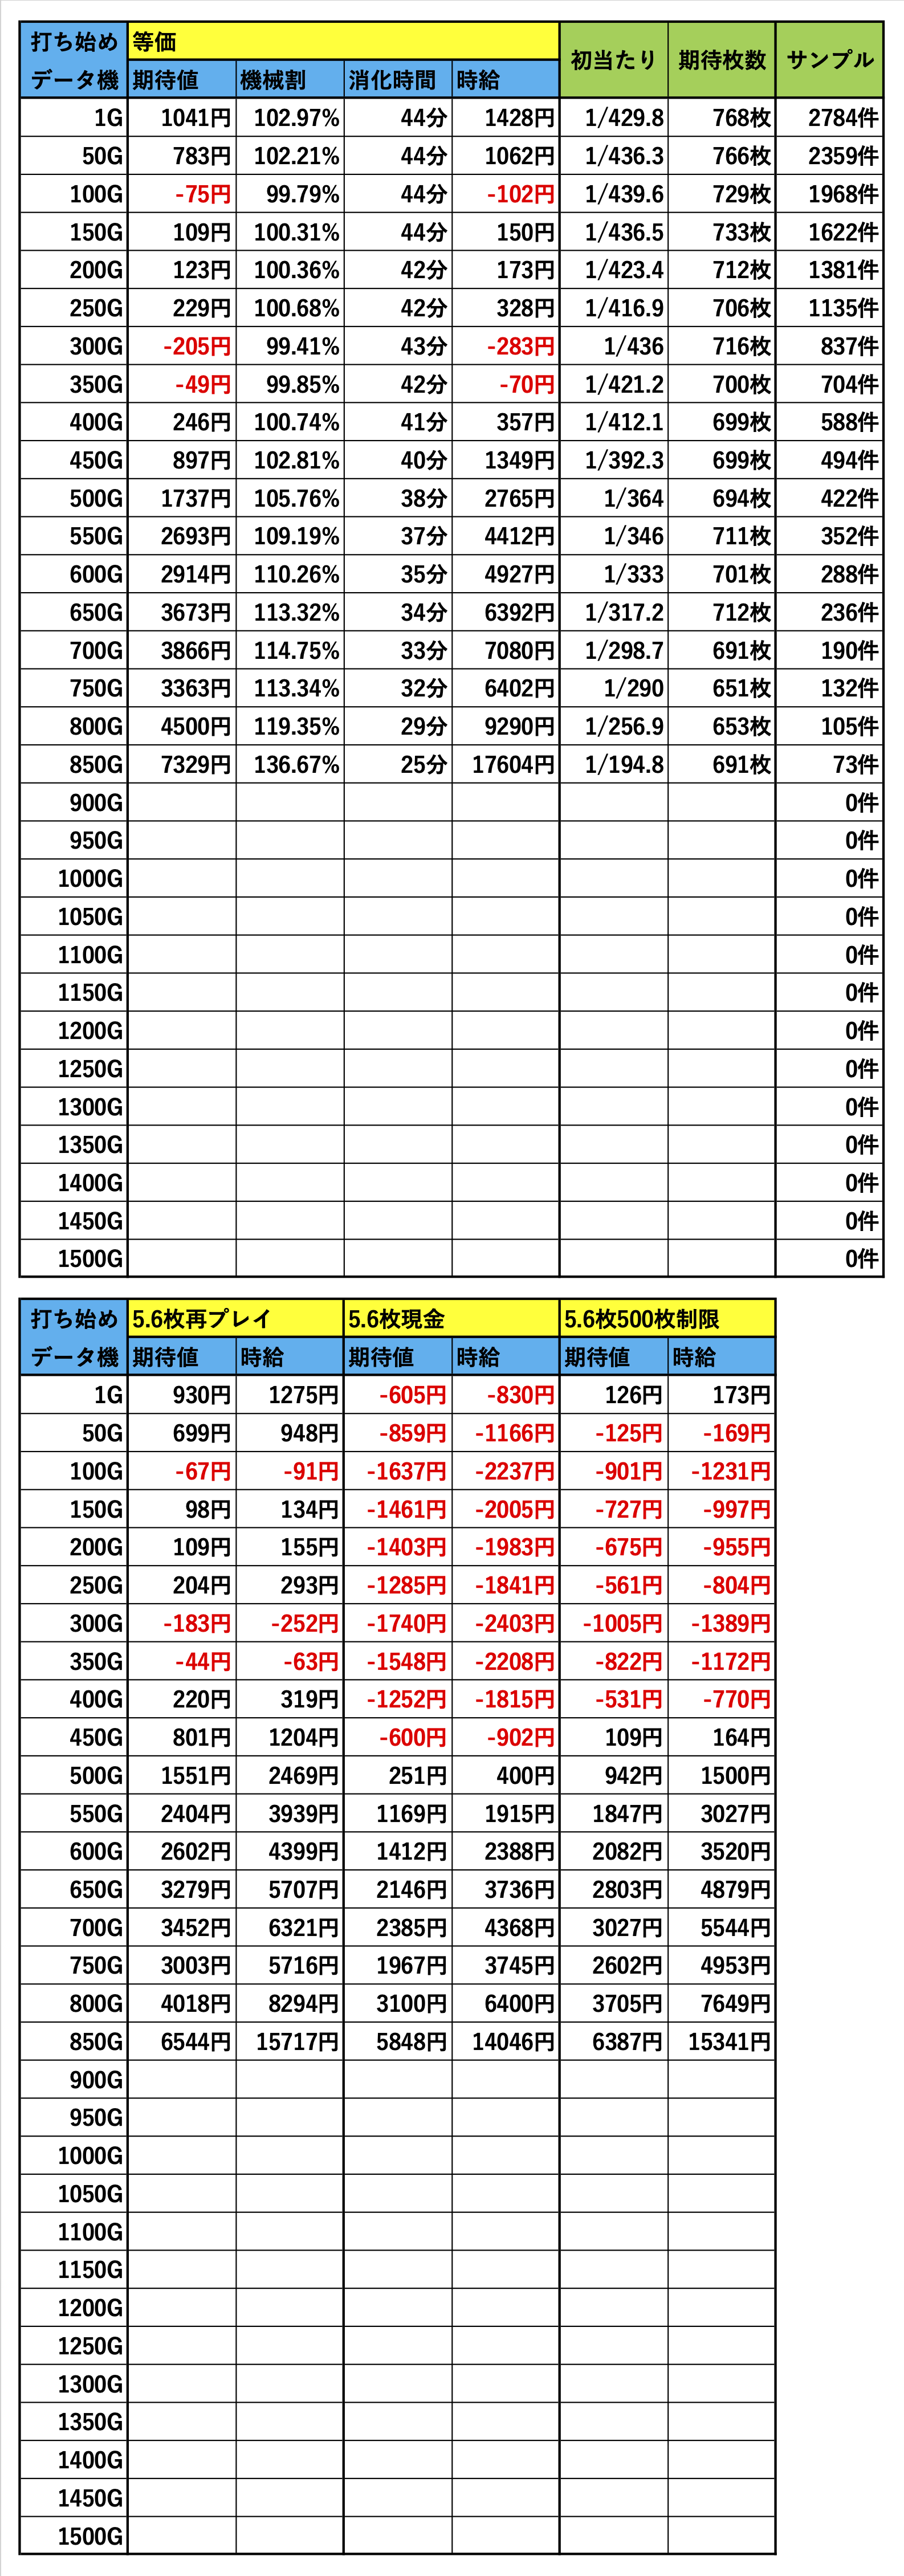 打ち始め 等価 初当たり 期待枚数 サンプル
データ機 期待値 機械割 消化時間 時給
1G 1041円 102.97% 44分 1428円 1/429.8 768枚 2784件
50G 783円 102.21% 44分 1062円 1/436.3 766枚 2359件
100G -75円 99.79% 44分 -102円 1/439.6 729枚 1968件
150G 109円 100.31% 44分 150円 1/436.5 733枚 1622件
200G 123円 100.36% 42分 173円 1/423.4 712枚 1381件
250G 229円 100.68% 42分 328円 1/416.9 706枚 1135件
300G -205円 99.41% 43分 -283円 1/436 716枚 837件
350G -49円 99.85% 42分 -70円 1/421.2 700枚 704件
400G 246円 100.74% 41分 357円 1/412.1 699枚 588件
450G 897円 102.81% 40分 1349円 1/392.3 699枚 494件
500G 1737円 105.76% 38分 2765円 1/364 694枚 422件
550G 2693円 109.19% 37分 4412円 1/346 711枚 352件
600G 2914円 110.26% 35分 4927円 1/333 701枚 288件
650G 3673円 113.32% 34分 6392円 1/317.2 712枚 236件
700G 3866円 114.75% 33分 7080円 1/298.7 691枚 190件
750G 3363円 113.34% 32分 6402円 1/290 651枚 132件
800G 4500円 119.35% 29分 9290円 1/256.9 653枚 105件
850G 7329円 136.67% 25分 17604円 1/194.8 691枚 73件
900G 0件
950G 0件
1000G 0件
1050G 0件
1100G 0件
1150G 0件
1200G 0件
1250G 0件
1300G 0件
1350G 0件
1400G 0件
1450G 0件
1500G 0件
打ち始め 5.6枚再プレイ 5.6枚現金 5.6枚500枚制限
データ機 期待値 時給 期待値 時給 期待値 時給
1G 930円 1275円 -605円 -830円 126円 173円
50G 699円 948円 -859円 -1166円 -125円 -169円
100G -67円 -91円 -1637円 -2237円 -901円 -1231円
150G 98円 134円 -1461円 -2005円 -727円 -997円
200G 109円 155円 -1403円 -1983円 -675円 -955円
250G 204円 293円 -1285円 -1841円 -561円 -804円
300G -183円 -252円 -1740円 -2403円 -1005円 -1389円
350G -44円 -63円 -1548円 -2208円 -822円 -1172円
400G 220円 319円 -1252円 -1815円 -531円 -770円
450G 801円 1204円 -600円 -902円 109円 164円
500G 1551円 2469円 251円 400円 942円 1500円
550G 2404円 3939円 1169円 1915円 1847円 3027円
600G 2602円 4399円 1412円 2388円 2082円 3520円
650G 3279円 5707円 2146円 3736円 2803円 4879円
700G 3452円 6321円 2385円 4368円 3027円 5544円
750G 3003円 5716円 1967円 3745円 2602円 4953円
800G 4018円 8294円 3100円 6400円 3705円 7649円
850G 6544円 15717円 5848円 14046円 6387円 15341円
900G
950G
1000G
1050G
1100G
1150G
1200G
1250G
1300G
1350G
1400G
1450G
1500G